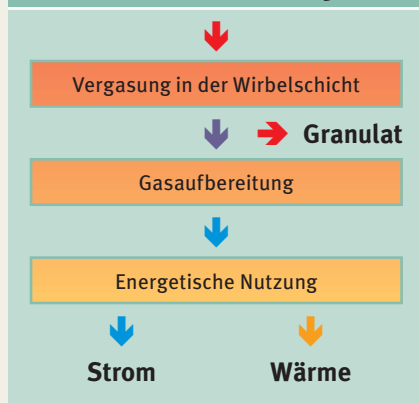 Vergasung in der Wirbelschicht
Granulat
Gasaufbereitung
Energetische Nutzung
Strom Wärme